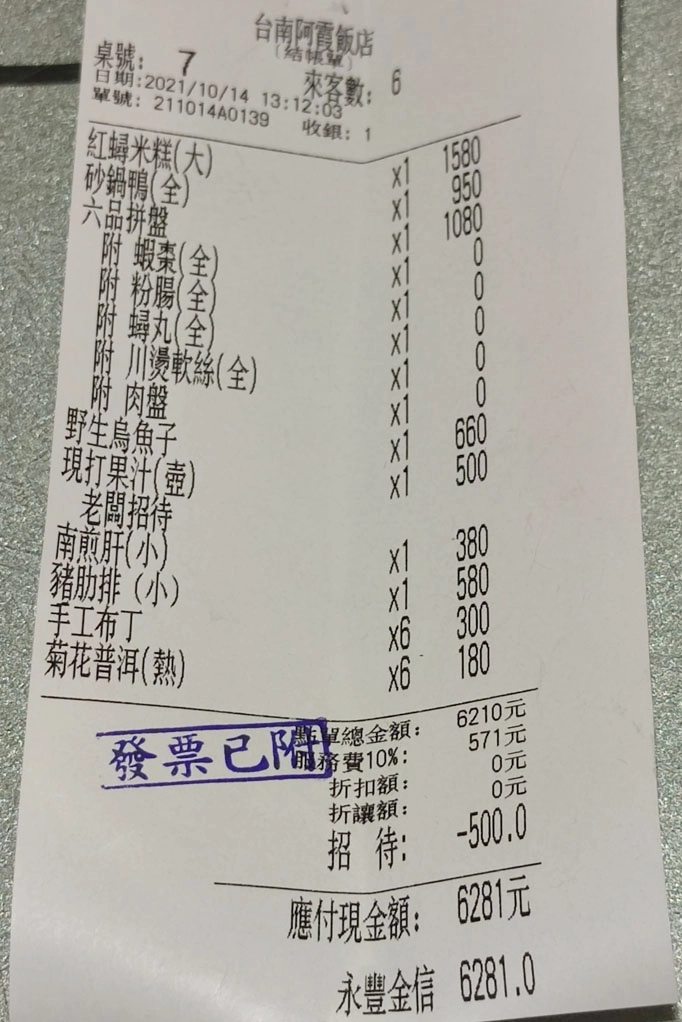 台南阿霞飯店
(結帳單)
桌號: 7 來客數: 6
日期:2021/10/14 13:12:03
單號: 211014A0139 收銀: 1
紅蟳米糕(大) x1 1580
砂鍋鴨(全) x1 950
六品拼盤 x1 1080
附 蝦棗(全) x1 0
附 粉腸(全) x1 0
附 蟳丸(全) x1 0
附 川燙軟絲(全) x1 0
附 肉盤 x1 0
野生烏魚子 x1 660
現打果汁(壺) x1 500
老闆招待
南煎肝(小) x1 380
豬肋排 (小) x1 580
手工布丁 x6 300
菊花普洱(熱) x6 180
點單總金額: 6210元
發票已附
服務費10%: 571元
折扣額: 0元
折讓額: 0元
招 待: -500.0
應付現金額: 6281元
永豐金信 6281.0